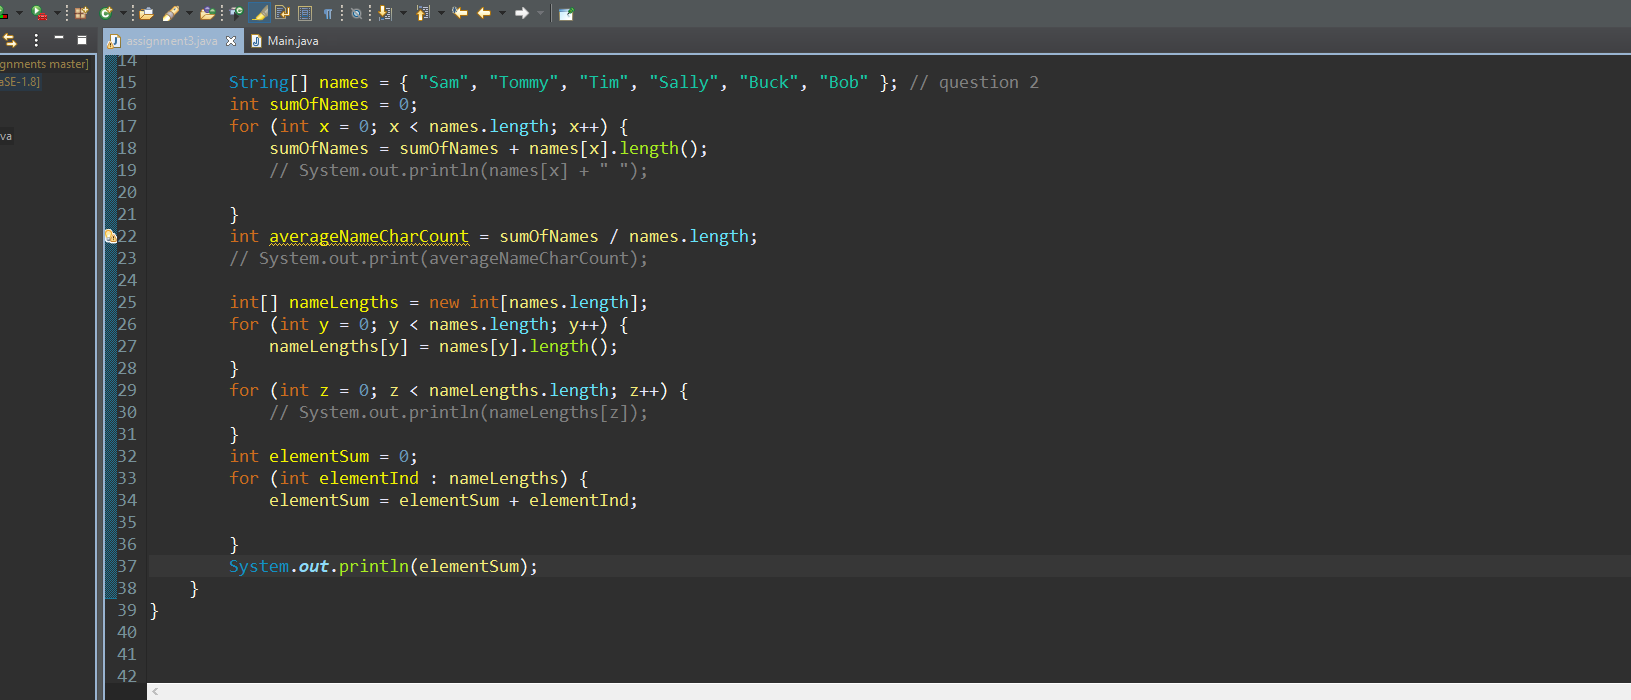 assignment3.java
Main.java
gnments master]
aSE-1.8]
va
14
15 String[] names = { "Sam", "Tommy", "Tim", "Sally", "Buck", "Bob" }; // question 2
16 int sumOfNames = 0;
17 for (int x = 0; x < names.length; x++) {
18 sumOfNames = sumOfNames + names[x].length();
19 // System.out.println(names[x] + " ");
20
21 }
22 int averageNameCharCount = sumOfNames / names.length;
23 // System.out.print(averageNameCharCount);
24
25 int[] nameLengths = new int[names.length];
26 for (int y = 0; y < names.length; y++) {
27 nameLengths[y] = names[y].length();
28 }
29 for (int z = 0; z < nameLengths.length; z++) {
30 // System.out.println(nameLengths[z]);
31 }
32 int elementSum = 0;
33 for (int elementInd : nameLengths) {
34 elementSum = elementSum + elementInd;
35
36 }
37 System.out.println(elementSum);
38 }
39 }
40
41
42